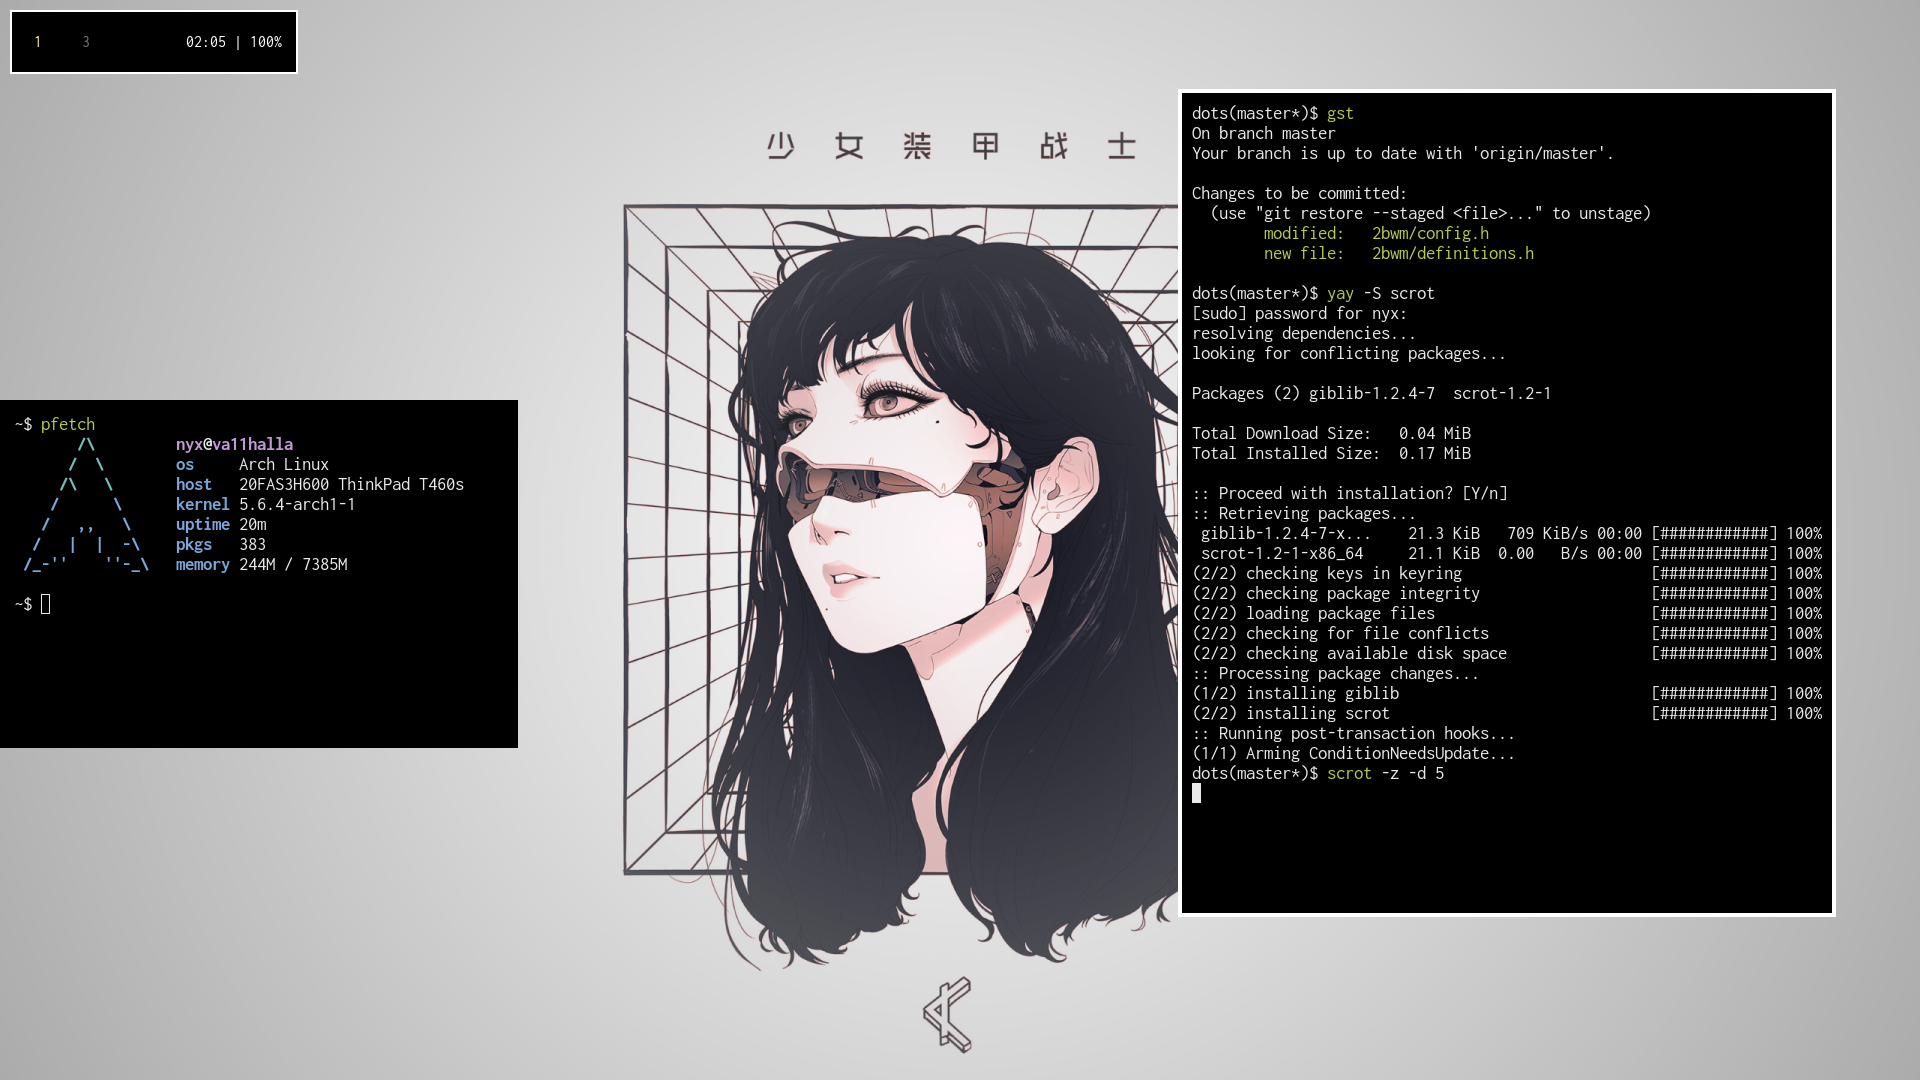 1 3 02:05 | 100%
少女装甲战士
~$ pfetch
/\ nyx@va11halla
/ \ os Arch Linux
/\ \ host 20FAS3H600 ThinkPad T460s
/ \ kernel 5.6.4-arch1-1
/ ,, \ uptime 20m
/ | | -\ pkgs 383
/_-'' ''-_\ memory 244M / 7385M
~$
dots(master*)$ gst
On branch master
Your branch is up to date with 'origin/master'.
Changes to be committed:
(use "git restore --staged <file>..." to unstage)
modified: 2bwm/config.h
new file: 2bwm/definitions.h
dots(master*)$ yay -S scrot
[sudo] password for nyx:
resolving dependencies...
looking for conflicting packages...
Packages (2) giblib-1.2.4-7 scrot-1.2-1
Total Download Size: 0.04 MiB
Total Installed Size: 0.17 MiB
:: Proceed with installation? [Y/n]
:: Retrieving packages...
giblib-1.2.4-7-x... 21.3 KiB 709 KiB/s 00:00 [############] 100%
scrot-1.2-1-x86_64 21.1 KiB 0.00 B/s 00:00 [############] 100%
(2/2) checking keys in keyring [############] 100%
(2/2) checking package integrity [############] 100%
(2/2) loading package files [############] 100%
(2/2) checking for file conflicts [############] 100%
(2/2) checking available disk space [############] 100%
:: Processing package changes...
(1/2) installing giblib [############] 100%
(2/2) installing scrot [############] 100%
:: Running post-transaction hooks...
(1/1) Arming ConditionNeedsUpdate...
dots(master*)$ scrot -z -d 5